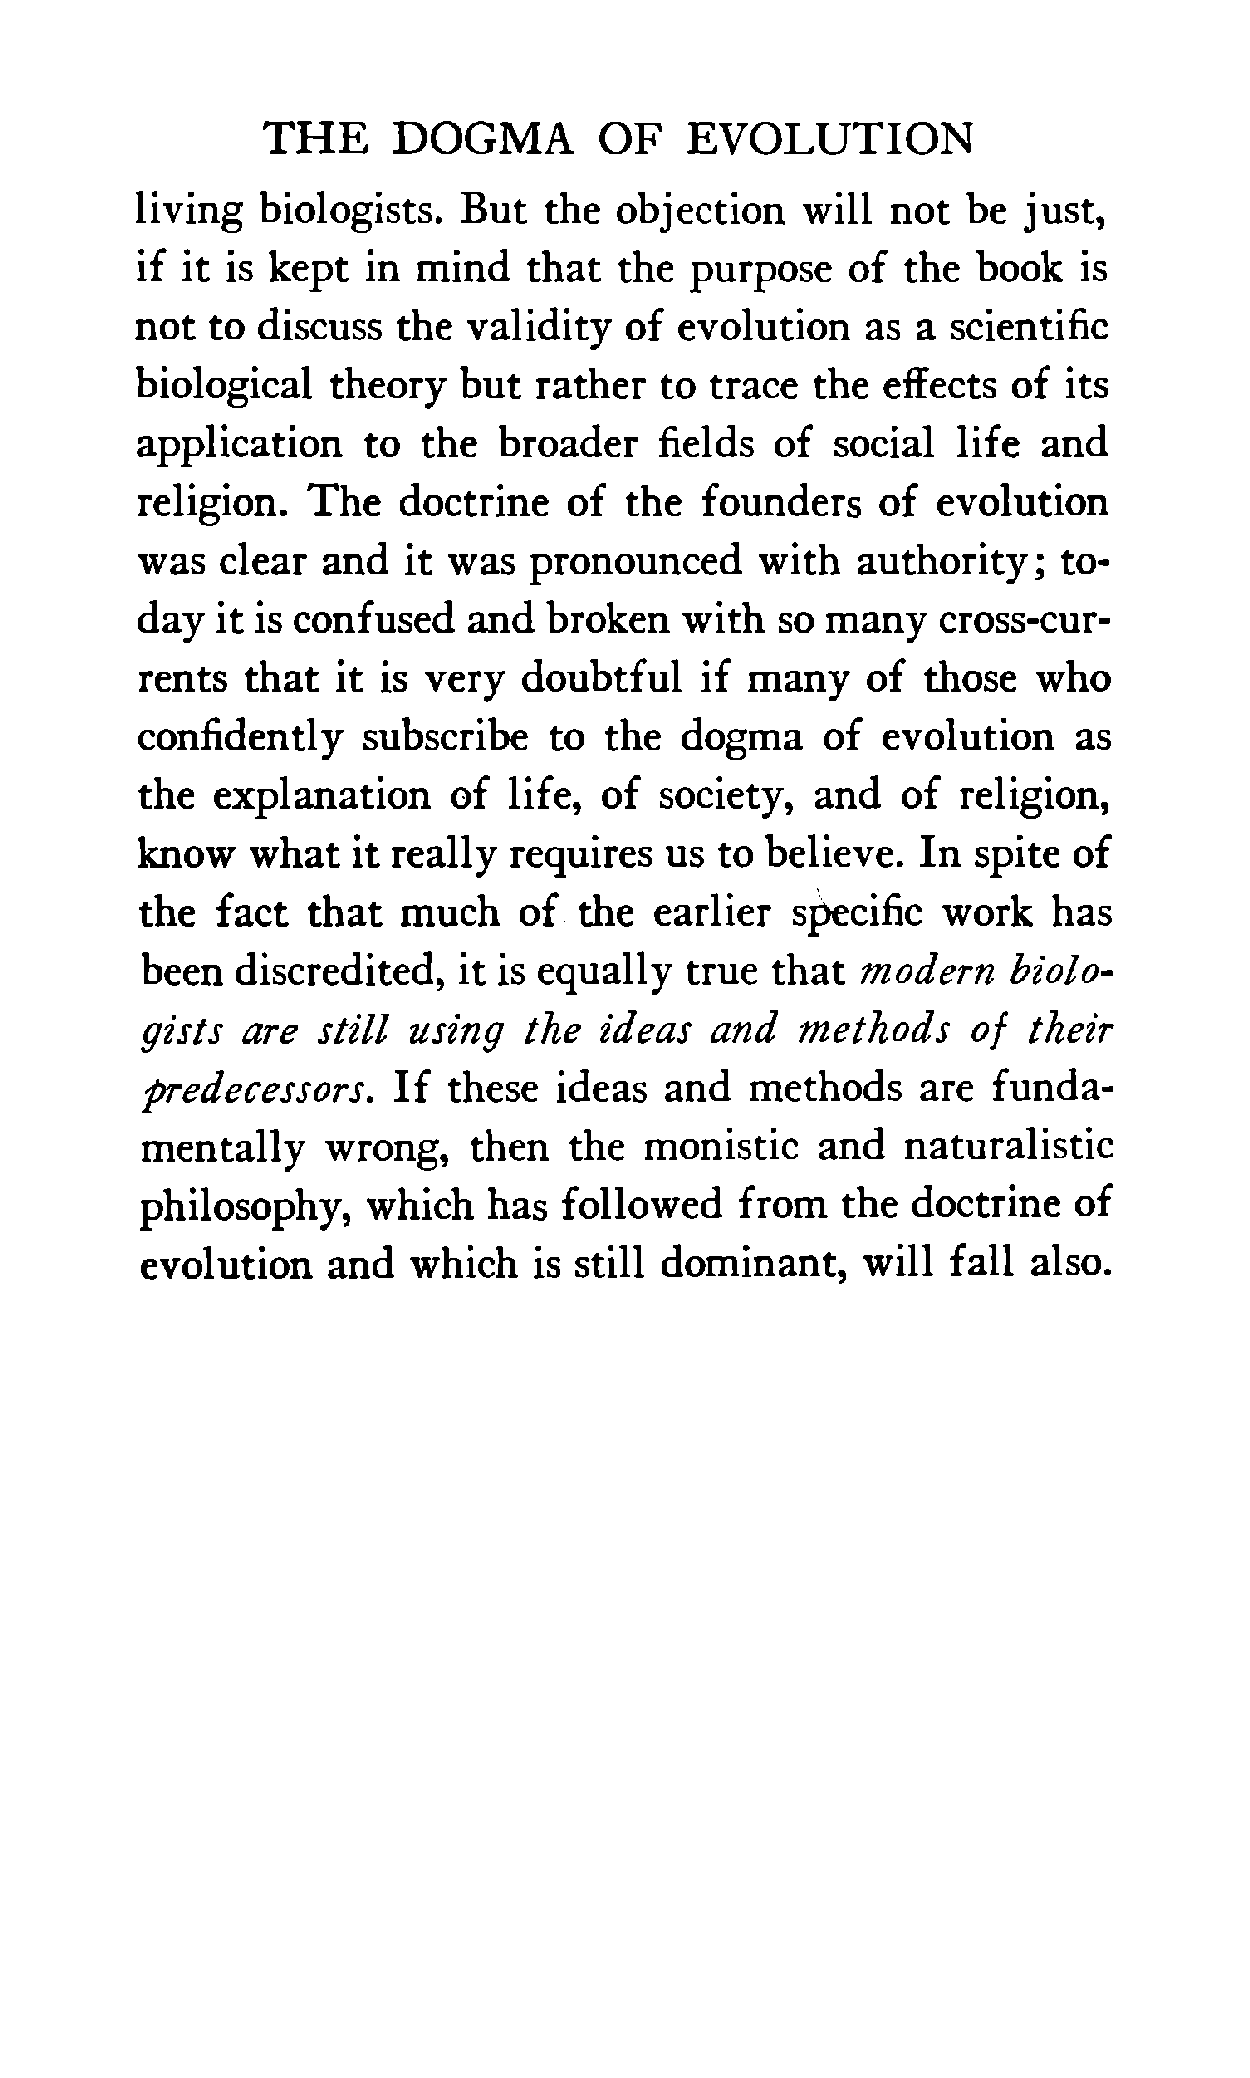 THE DOGMA OF EVOLUTION
living biologists. But the objection will not be just,
if it is kept in mind that the purpose of the book is
not to discuss the validity of evolution as a scientific
biological theory but rather to trace the effects of its
application to the broader fields of social life and
religion. The doctrine of the founders of evolution
was clear and it was pronounced with authority; to-
day it is confused and broken with so many cross-cur-
rents that it is very doubtful if many of those who
confidently subscribe to the dogma of evolution as
the explanation of life, of society, and of religion,
know what it really requires us to believe. In spite of
the fact that much of the earlier specific work has
been discredited, it is equally true that modern biolo-
gists are still using the ideas and methods of their
predecessors. If these ideas and methods are funda-
mentally wrong, then the monistic and naturalistic
philosophy, which has followed from the doctrine of
evolution and which is still dominant, will fall also.